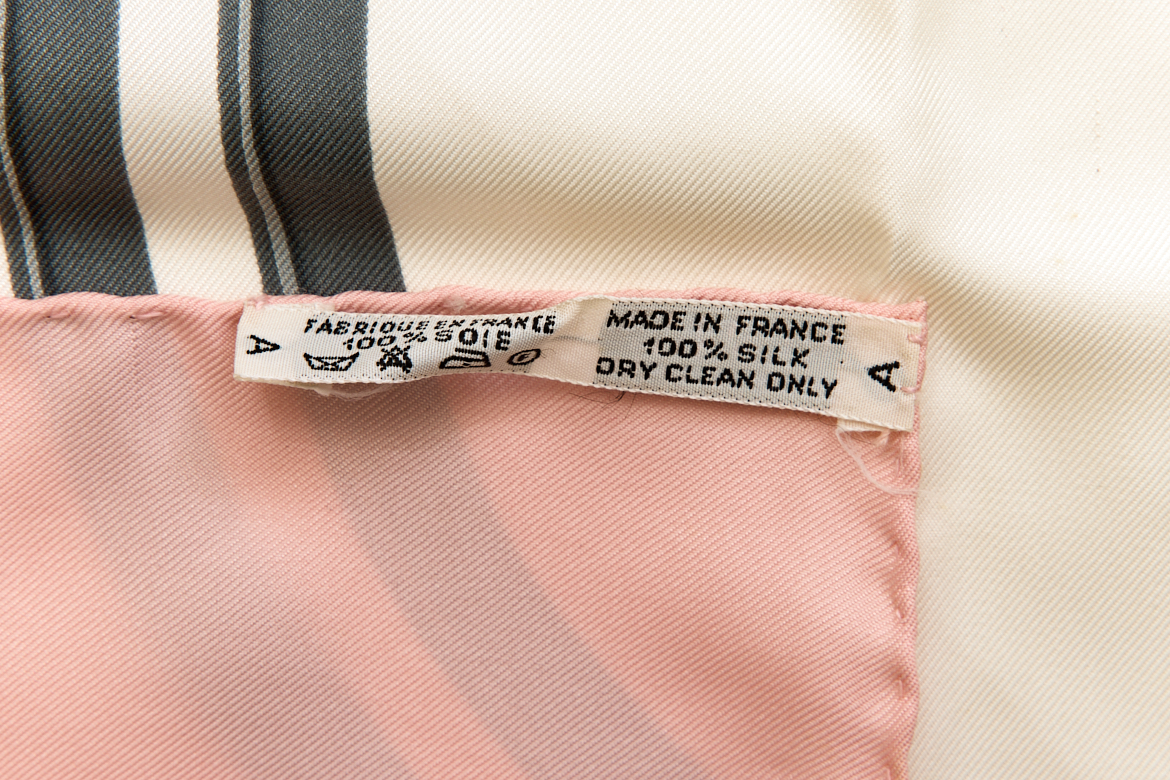 A
FABRIQUE EN FRANCE
100% SOIE
P
MADE IN FRANCE
100% SILK
DRY CLEAN ONLY
A